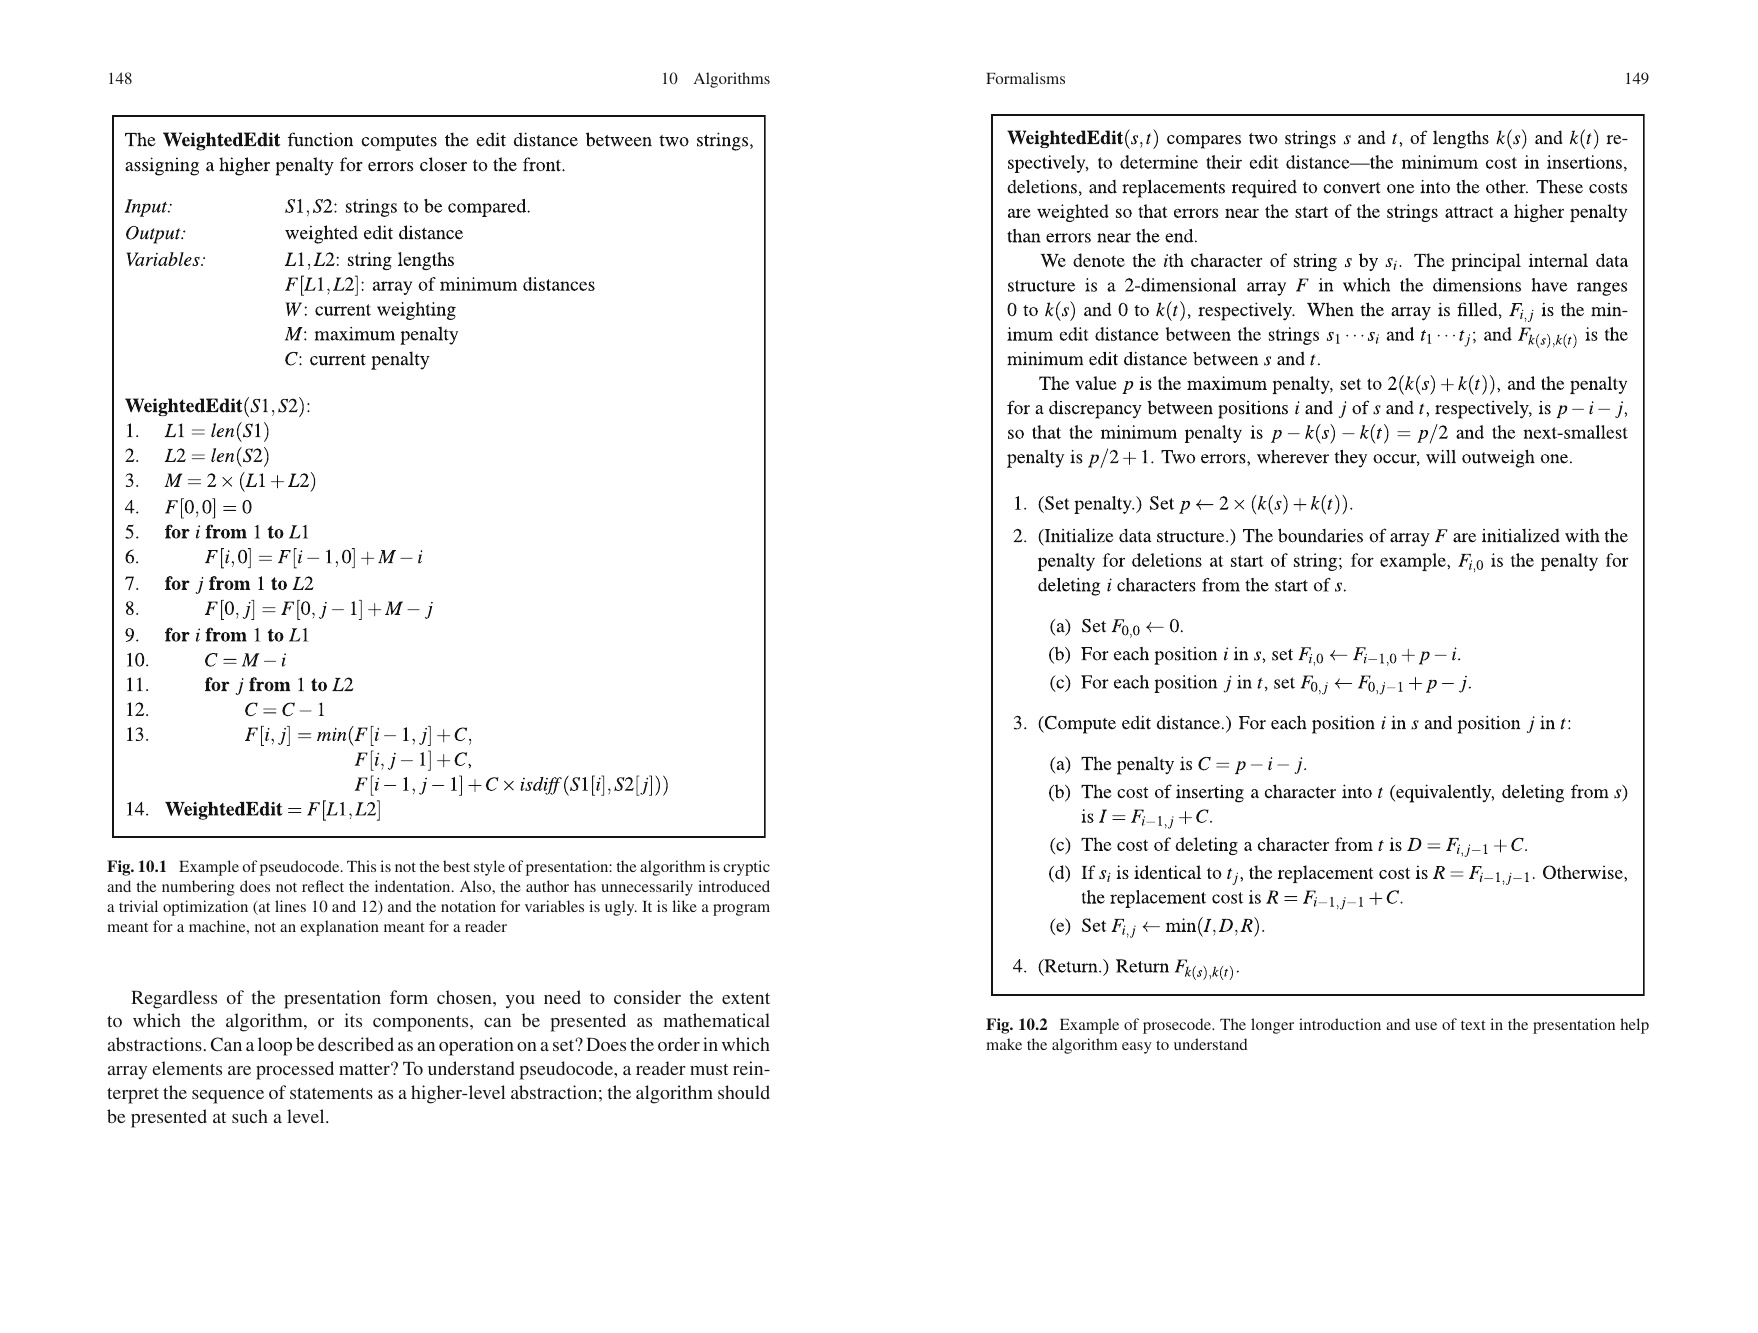 148
10 Algorithms
The WeightedEdit function computes the edit distance between two strings,
assigning a higher penalty for errors closer to the front.
Input: S1,S2: strings to be compared.
Output: weighted edit distance
Variables: L1,L2: string lengths
F[L1,L2]: array of minimum distances
W: current weighting
M: maximum penalty
C: current penalty
WeightedEdit(S1,S2):
1. L1 = len(S1)
2. L2 = len(S2)
3. M = 2 × (L1 + L2)
4. F[0,0] = 0
5. for i from 1 to L1
6. F[i,0] = F[i − 1,0] + M − i
7. for j from 1 to L2
8. F[0, j] = F[0, j − 1] + M − j
9. for i from 1 to L1
10. C = M − i
11. for j from 1 to L2
12. C = C − 1
13. F[i, j] = min(F[i − 1, j] + C,
F[i, j − 1] + C,
F[i − 1, j − 1] + C × isdiff(S1[i],S2[j]))
14. WeightedEdit = F[L1,L2]
Fig. 10.1 Example of pseudocode. This is not the best style of presentation: the algorithm is cryptic
and the numbering does not reflect the indentation. Also, the author has unnecessarily introduced
a trivial optimization (at lines 10 and 12) and the notation for variables is ugly. It is like a program
meant for a machine, not an explanation meant for a reader
Regardless of the presentation form chosen, you need to consider the extent
to which the algorithm, or its components, can be presented as mathematical
abstractions. Can a loop be described as an operation on a set? Does the order in which
array elements are processed matter? To understand pseudocode, a reader must rein-
terpret the sequence of statements as a higher-level abstraction; the algorithm should
be presented at such a level.
Formalisms
149
WeightedEdit(s,t) compares two strings s and t, of lengths k(s) and k(t) re-
spectively, to determine their edit distance—the minimum cost in insertions,
deletions, and replacements required to convert one into the other. These costs
are weighted so that errors near the start of the strings attract a higher penalty
than errors near the end.
We denote the ith character of string s by s_i. The principal internal data
structure is a 2-dimensional array F in which the dimensions have ranges
0 to k(s) and 0 to k(t), respectively. When the array is filled, F_{i,j} is the min-
imum edit distance between the strings s_1 ··· s_i and t_1 ··· t_j; and F_{k(s),k(t)} is the
minimum edit distance between s and t.
The value p is the maximum penalty, set to 2(k(s) + k(t)), and the penalty
for a discrepancy between positions i and j of s and t, respectively, is p − i − j,
so that the minimum penalty is p − k(s) − k(t) = p/2 and the next-smallest
penalty is p/2 + 1. Two errors, wherever they occur, will outweigh one.
1. (Set penalty.) Set p ← 2 × (k(s) + k(t)).
2. (Initialize data structure.) The boundaries of array F are initialized with the
penalty for deletions at start of string; for example, F_{i,0} is the penalty for
deleting i characters from the start of s.
(a) Set F_{0,0} ← 0.
(b) For each position i in s, set F_{i,0} ← F_{i−1,0} + p − i.
(c) For each position j in t, set F_{0,j} ← F_{0,j−1} + p − j.
3. (Compute edit distance.) For each position i in s and position j in t:
(a) The penalty is C = p − i − j.
(b) The cost of inserting a character into t (equivalently, deleting from s)
is I = F_{i−1,j} + C.
(c) The cost of deleting a character from t is D = F_{i,j−1} + C.
(d) If s_i is identical to t_j, the replacement cost is R = F_{i−1,j−1}. Otherwise,
the replacement cost is R = F_{i−1,j−1} + C.
(e) Set F_{i,j} ← min(I,D,R).
4. (Return.) Return F_{k(s),k(t)}.
Fig. 10.2 Example of prosecode. The longer introduction and use of text in the presentation help
make the algorithm easy to understand